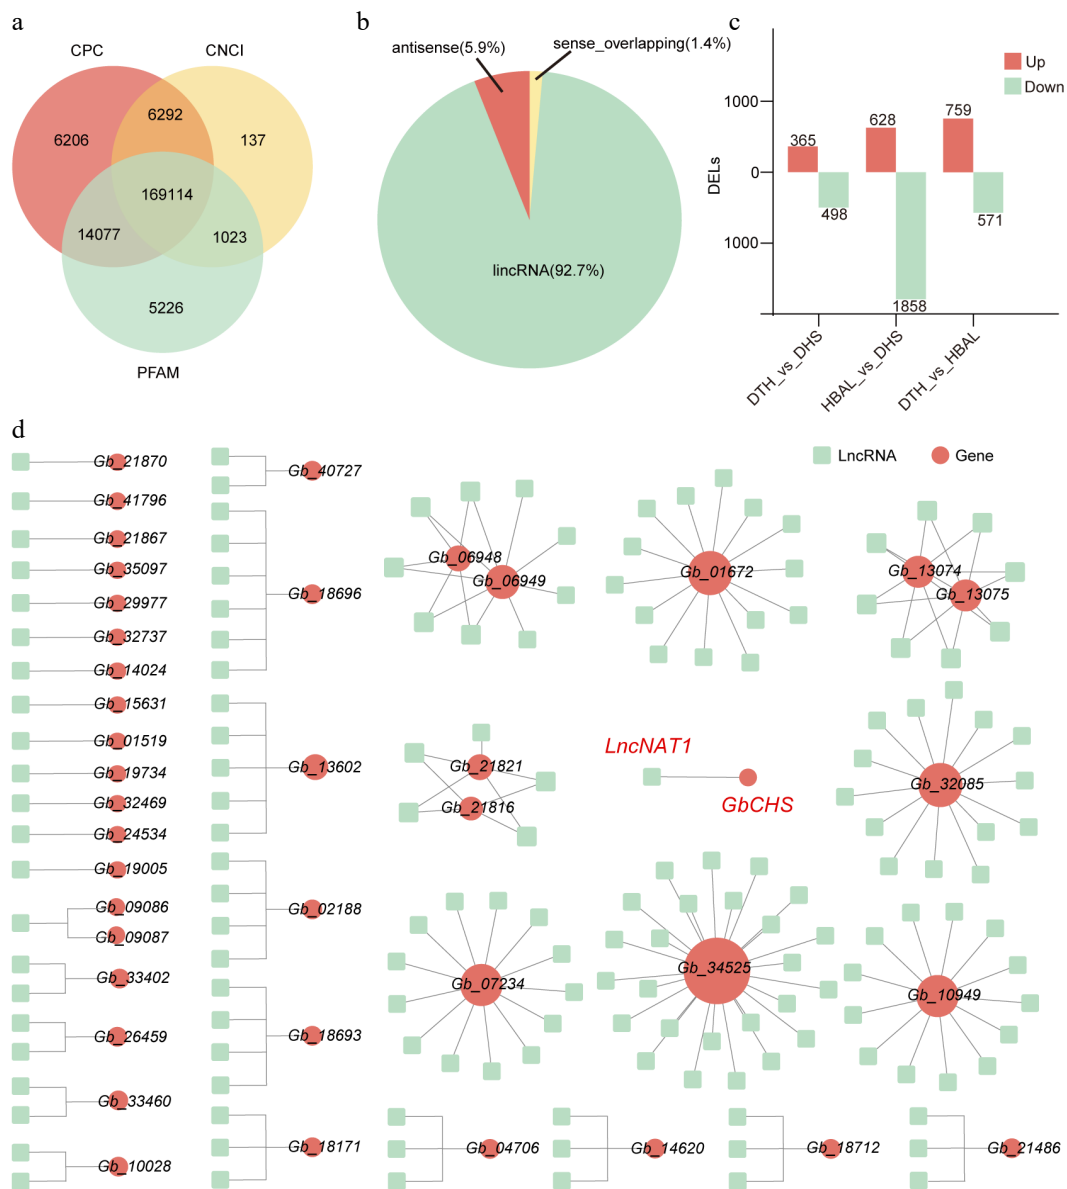 a
CPC
CNCI
6206
6292
137
169114
14077
1023
5226
PFAM
b
antisense(5.9%)
sense_overlapping(1.4%)
lincRNA(92.7%)
c
Up
Down
DELs
1000
0
1000
365
498
628
1858
759
571
DTH_vs_DHS
HBAL_vs_DHS
DTH_vs_HBAL
d
LncRNA
Gene
Gb_21870
Gb_41796
Gb_21867
Gb_35097
Gb_29977
Gb_32737
Gb_14024
Gb_15631
Gb_01519
Gb_19734
Gb_32469
Gb_24534
Gb_19005
Gb_09086
Gb_09087
Gb_33402
Gb_26459
Gb_33460
Gb_10028
Gb_40727
Gb_18696
Gb_13602
Gb_02188
Gb_18693
Gb_18171
Gb_06948
Gb_06949
Gb_01672
Gb_13074
Gb_13075
Gb_21821
Gb_21816
LncNAT1
GbCHS
Gb_32085
Gb_07234
Gb_34525
Gb_10949
Gb_04706
Gb_14620
Gb_18712
Gb_21486